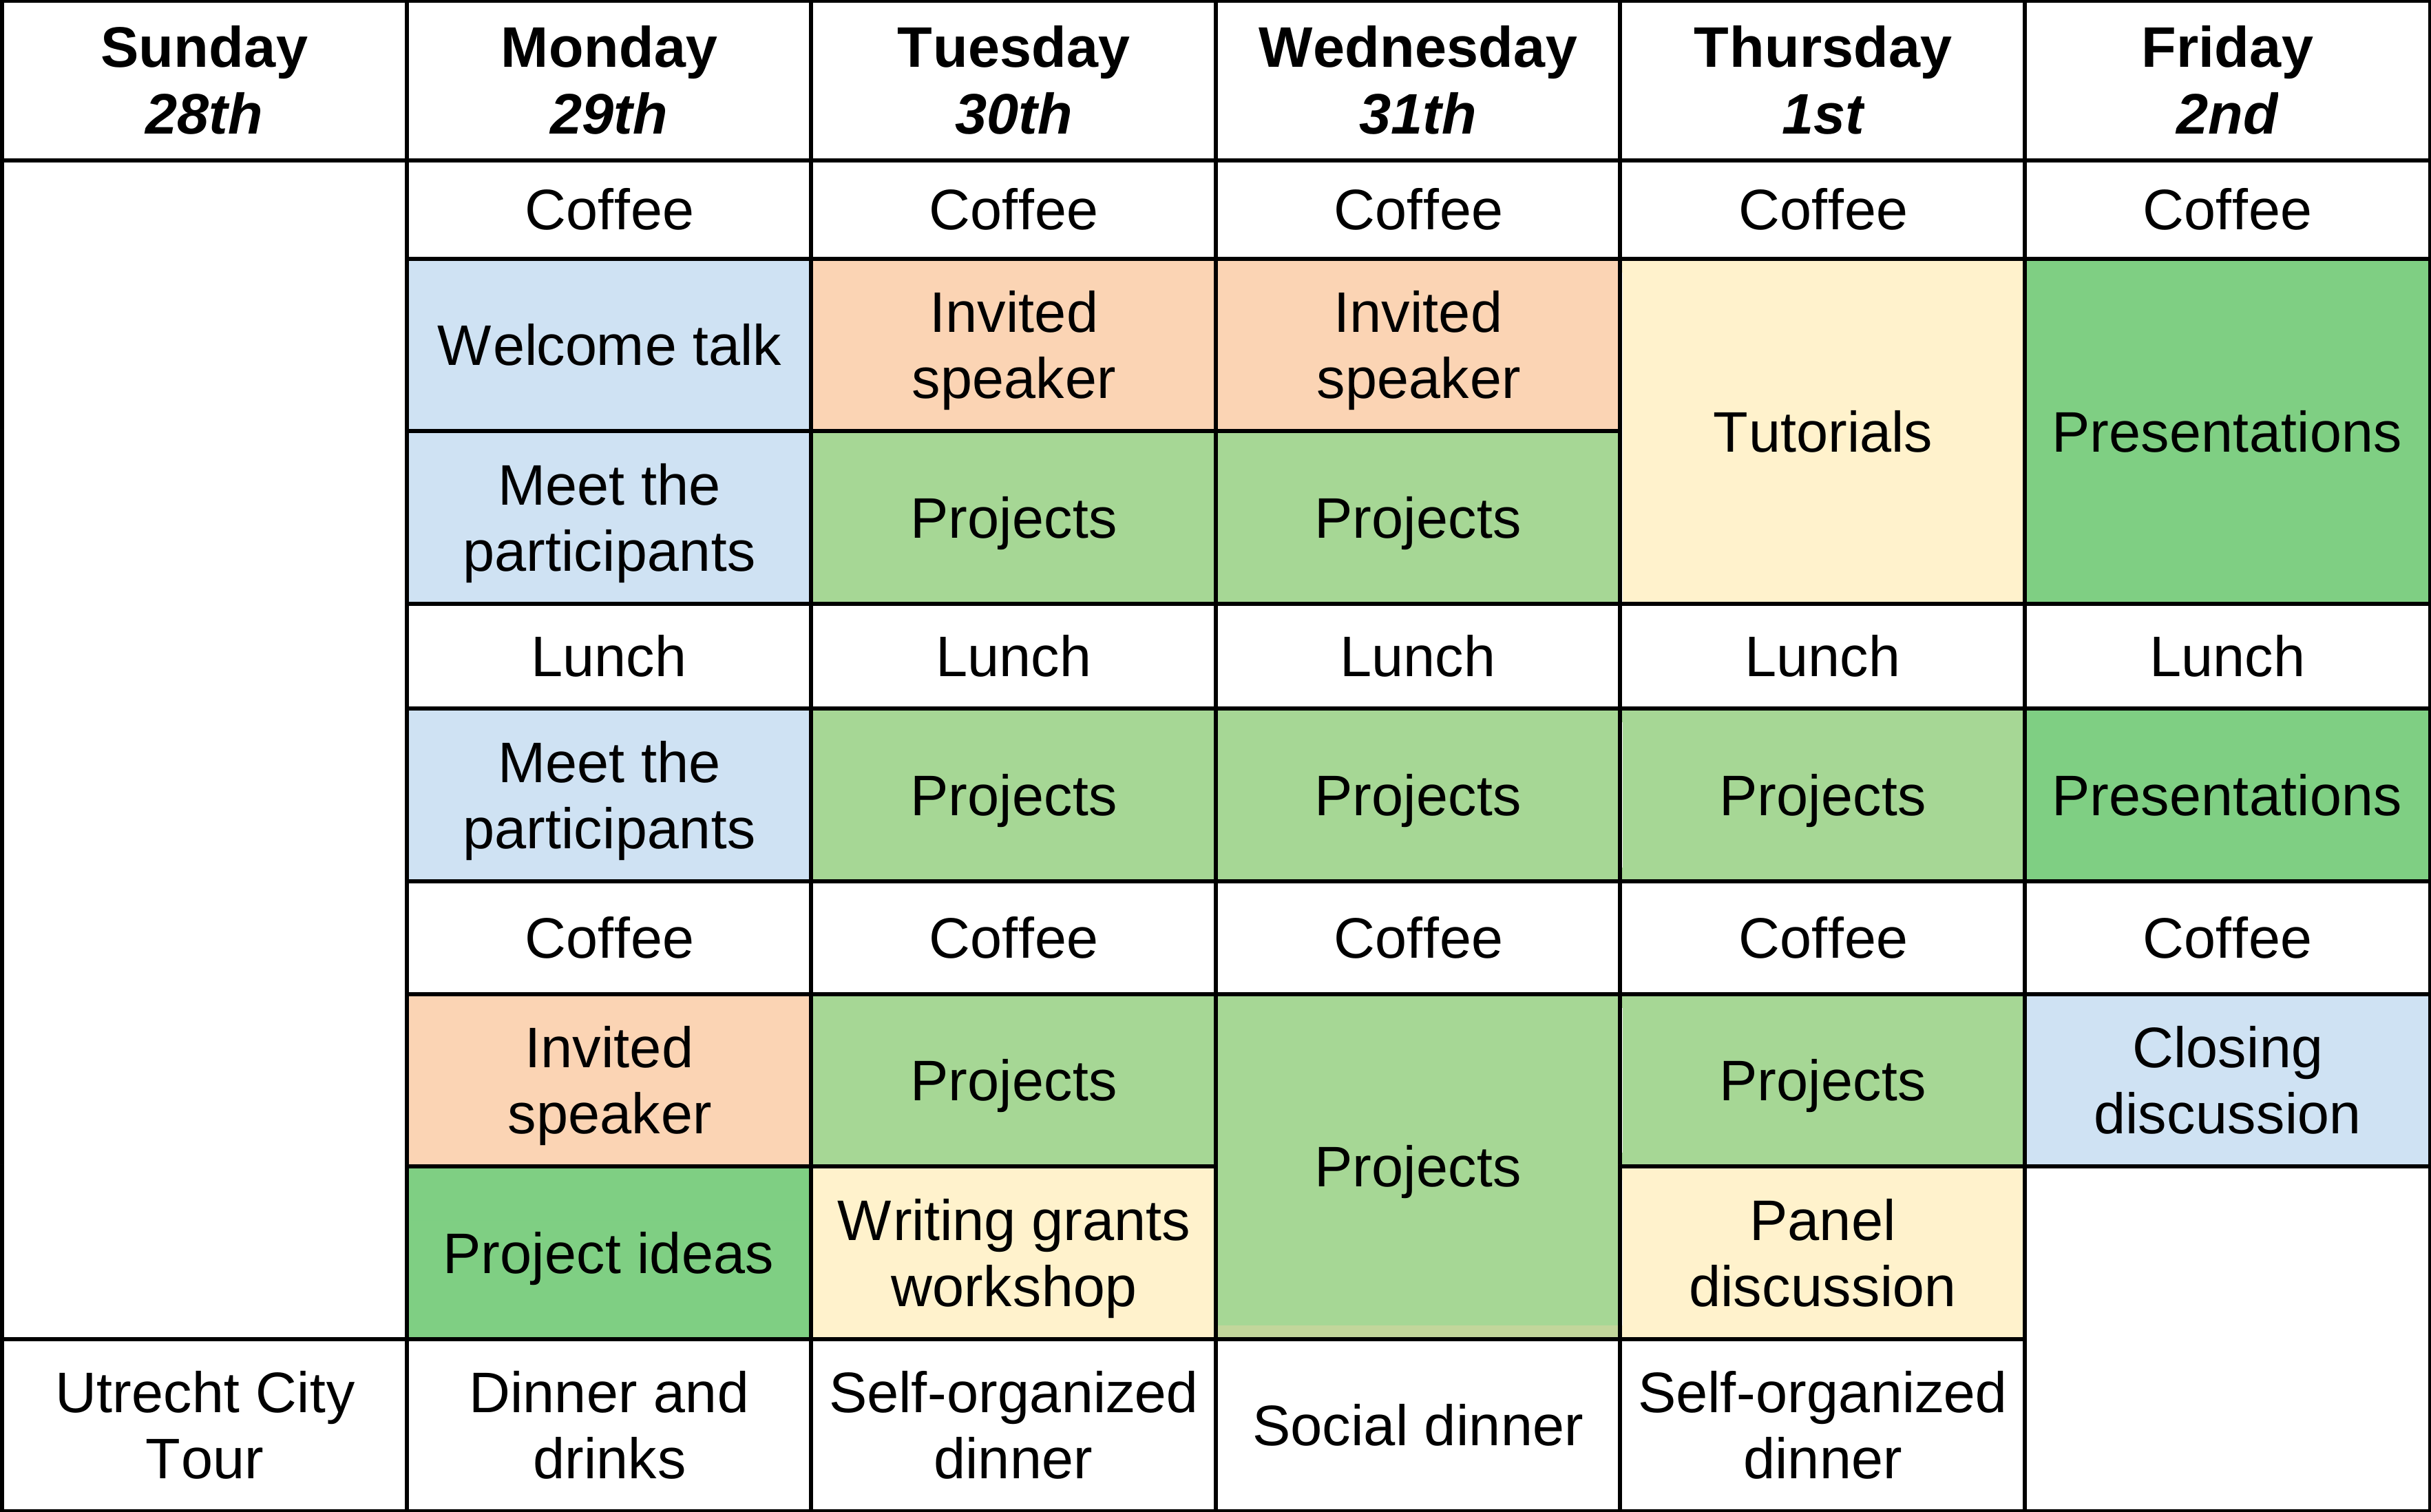 Sunday
28th
Monday
29th
Tuesday
30th
Wednesday
31th
Thursday
1st
Friday
2nd
Coffee
Coffee
Coffee
Coffee
Coffee
Welcome talk
Invited
speaker
Invited
speaker
Tutorials
Presentations
Meet the
participants
Projects
Projects
Lunch
Lunch
Lunch
Lunch
Lunch
Meet the
participants
Projects
Projects
Projects
Presentations
Coffee
Coffee
Coffee
Coffee
Coffee
Invited
speaker
Projects
Projects
Projects
Closing
discussion
Project ideas
Writing grants
workshop
Panel
discussion
Utrecht City
Tour
Dinner and
drinks
Self-organized
dinner
Social dinner
Self-organized
dinner